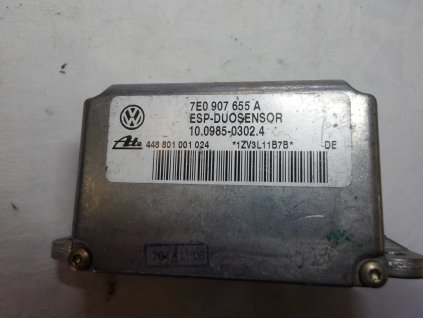 7E0 907 655 A
ESP-DUOSENSOR
10.0985-0302.4
Ate 448 801 001 024 *1ZV3L11B7B* DE